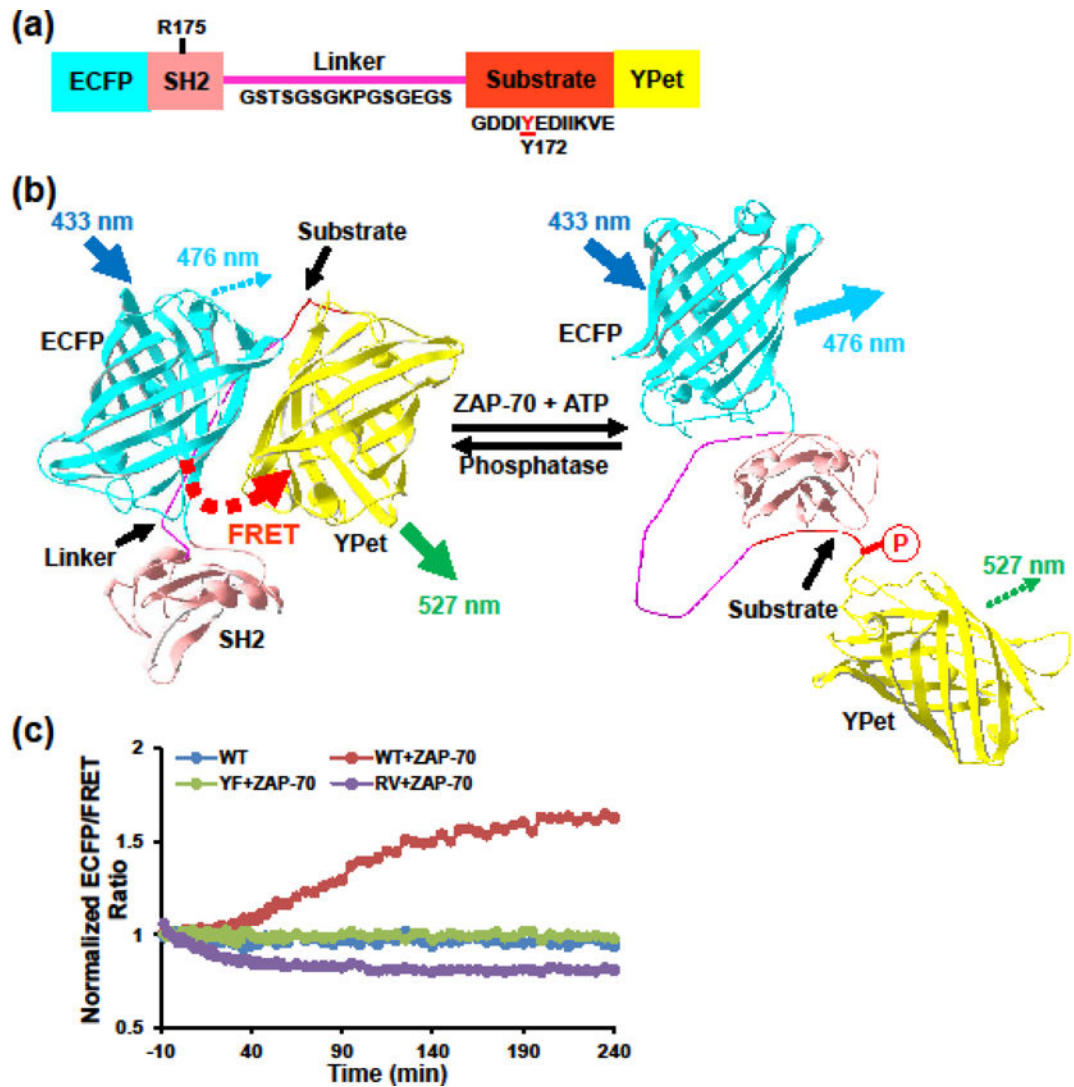 (a)
R175
ECFP
SH2
Linker
GSTSGSGKPGSGEGS
Substrate
YPet
GDDIYEDIIKVE
Y172
(b)
433 nm
476 nm
Substrate
ECFP
FRET
Linker
YPet
527 nm
SH2
ZAP-70 + ATP
Phosphatase
433 nm
ECFP
476 nm
P
Substrate
527 nm
YPet
(c)
Normalized ECFP/FRET
Ratio
2
1.5
1
0.5
WT
WT+ZAP-70
YF+ZAP-70
RV+ZAP-70
-10
40
90
140
190
240
Time (min)